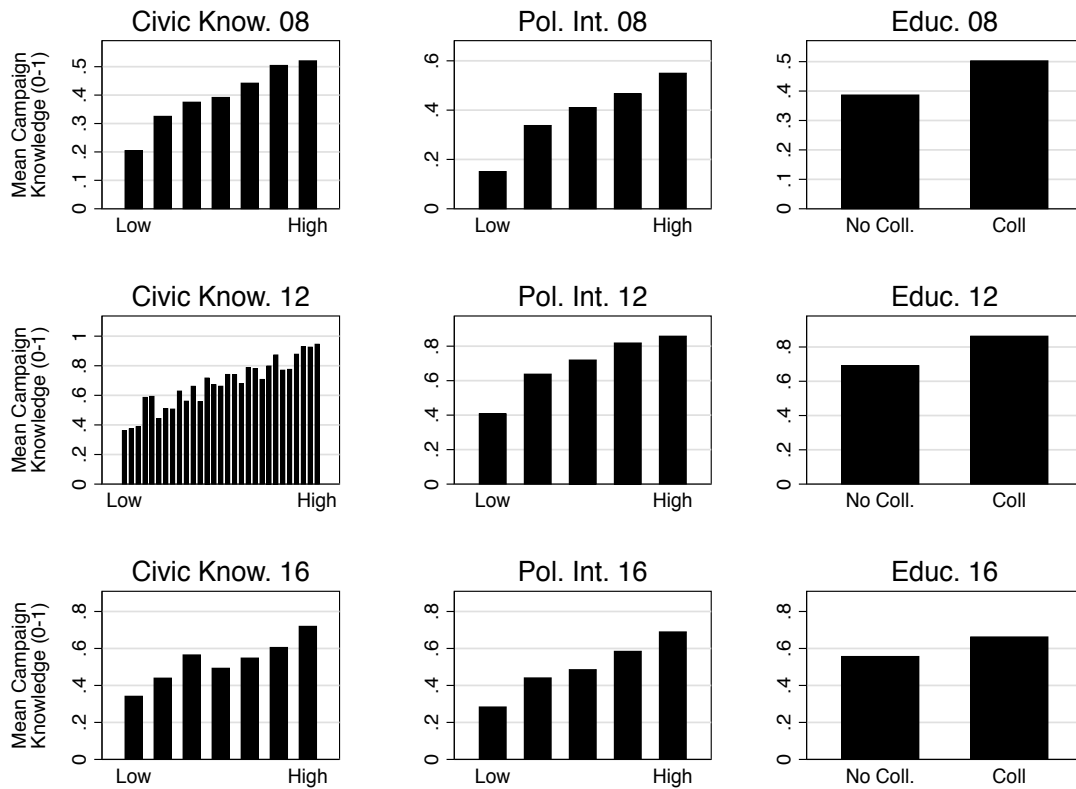 Civic Know. 08
Pol. Int. 08
Educ. 08
Mean Campaign
Knowledge (0-1)
0 .1 .2 .3 .4 .5
Low High
0 .2 .4 .6
0 .1 .2 .3 .4 .5
No Coll. Coll
Civic Know. 12
Pol. Int. 12
Educ. 12
Mean Campaign
Knowledge (0-1)
0 .2 .4 .6 .8 1
Low High
0 .2 .4 .6 .8
Low High
0 .2 .4 .6 .8
No Coll. Coll
Civic Know. 16
Pol. Int. 16
Educ. 16
Mean Campaign
Knowledge (0-1)
0 .2 .4 .6 .8
Low High
0 .2 .4 .6 .8
Low High
0 .2 .4 .6 .8
No Coll. Coll